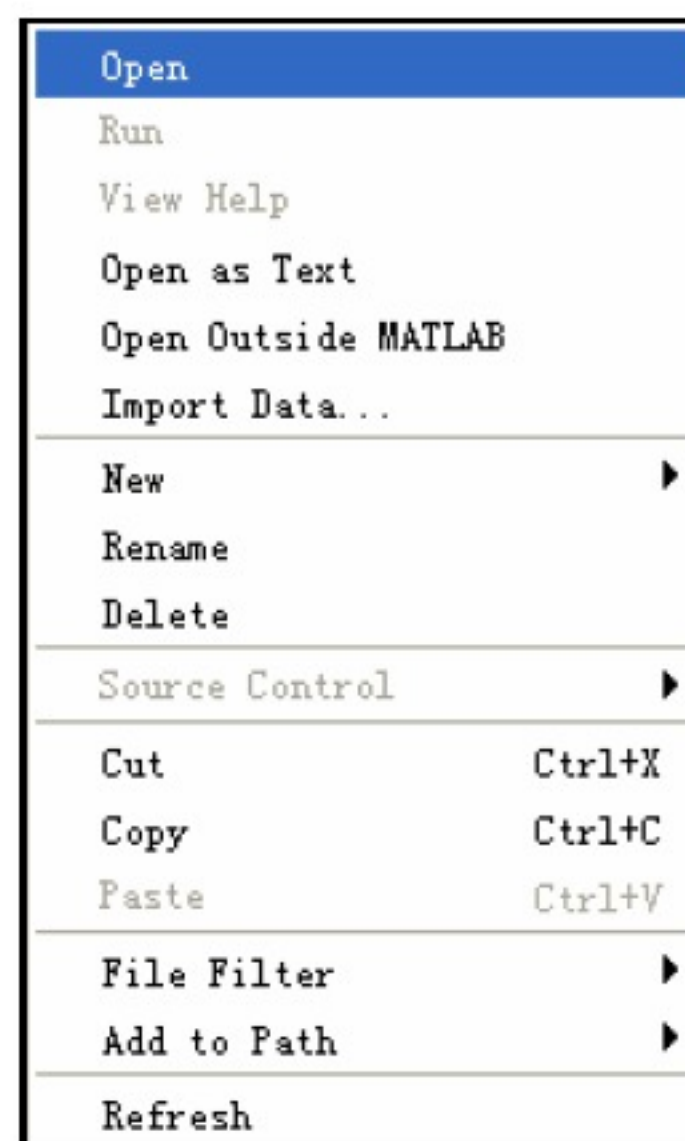 Open
Run
View Help
Open as Text
Open Outside MATLAB
Import Data...
New
Rename
Delete
Source Control
Cut Ctrl+X
Copy Ctrl+C
Paste Ctrl+V
File Filter
Add to Path
Refresh